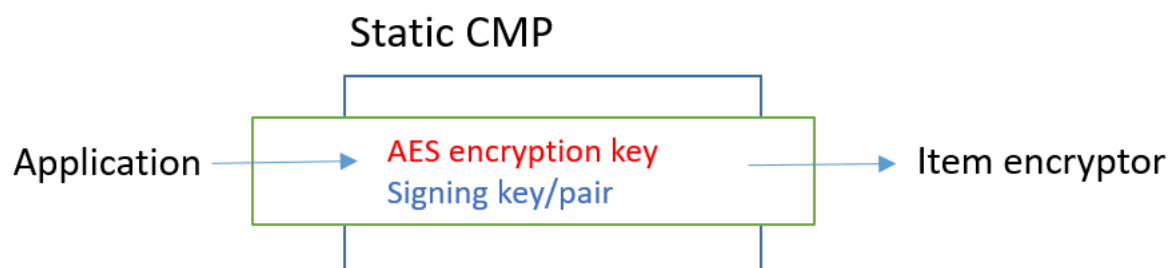 Static CMP
Application
AES encryption key
Signing key/pair
Item encryptor